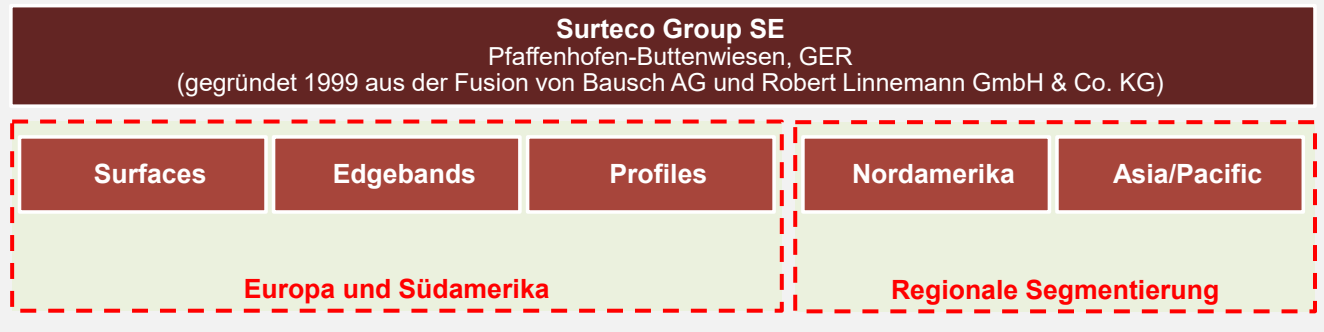 Surteco Group SE
Pfaffenhofen-Buttenwiesen, GER
(gegründet 1999 aus der Fusion von Bausch AG und Robert Linnemann GmbH & Co. KG)
Surfaces
Edgebands
Profiles
Nordamerika
Asia/Pacific
Europa und Südamerika
Regionale Segmentierung